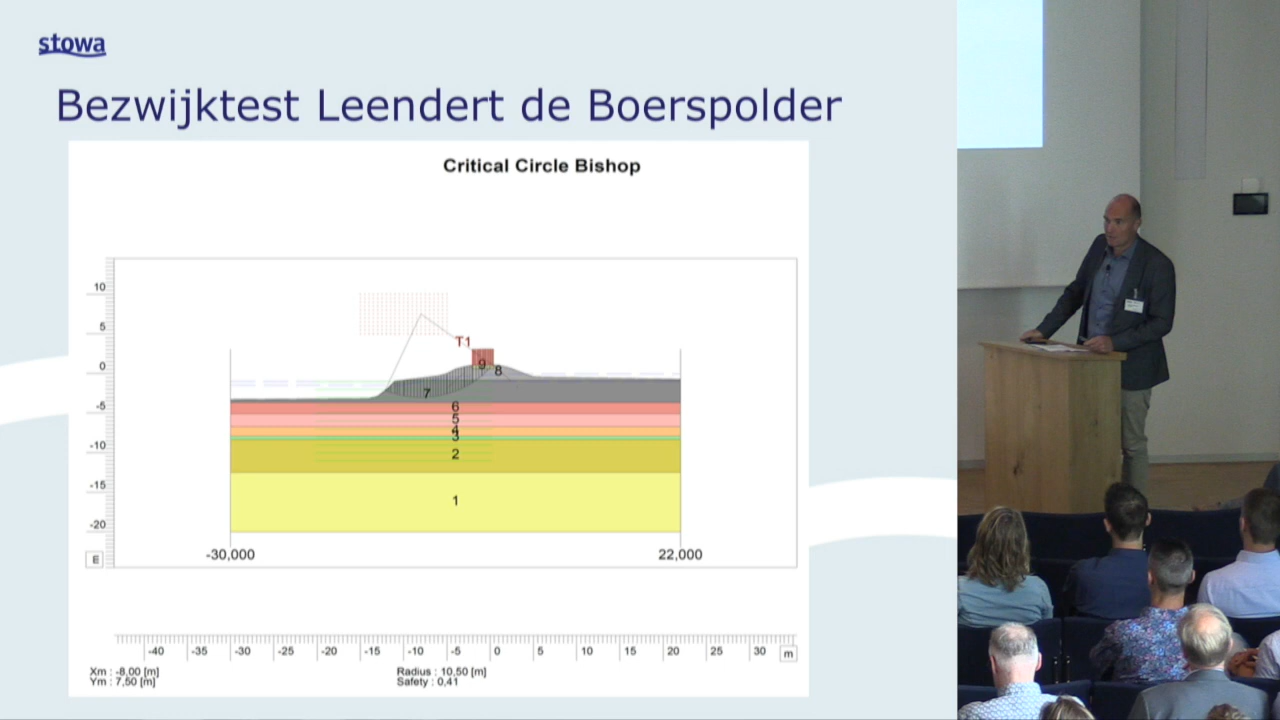 stowa
Bezwijktest Leendert de Boerspolder
Critical Circle Bishop
10
5
0
-5
-10
-15
-20
T1
9
8
7
6
5
4
3
2
1
E
-30,000
22,000
-40 -35 -30 -25 -20 -15 -10 -5 0 5 10 15 20 25 30 m
Xm : -8,00 [m]
Ym : 7,50 [m]
Radius : 10,50 [m]
Safety : 0,41